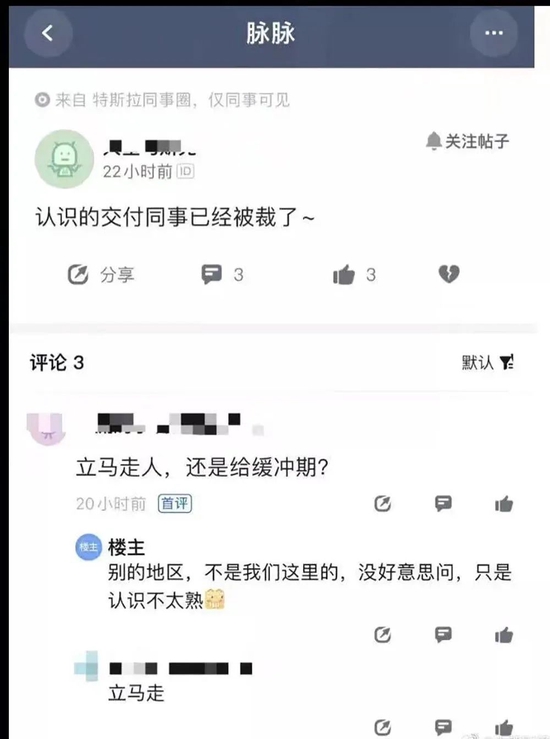 脉脉
来自 特斯拉同事圈，仅同事可见
关注帖子
22小时前 ID
认识的交付同事已经被裁了~
分享 3 3
评论 3
默认
立马走人，还是给缓冲期？
20小时前 首评
楼主 楼主
别的地区，不是我们这里的，没好意思问，只是
认识不太熟
立马走